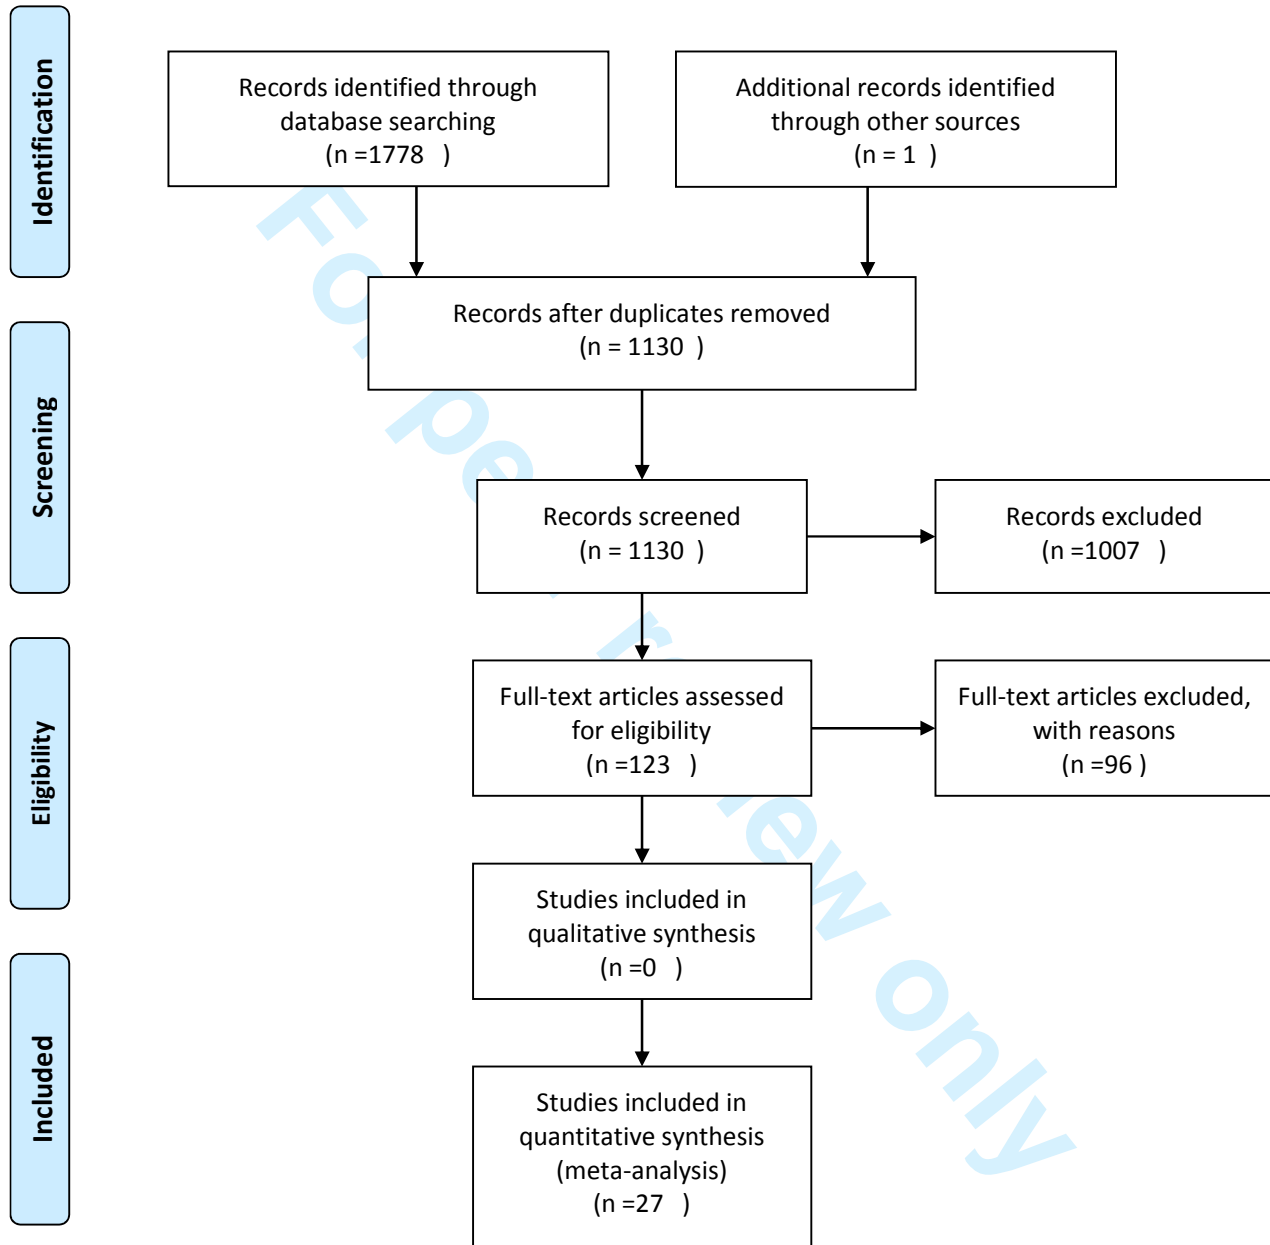 Identification
Records identified through
database searching
(n =1778   )
Additional records identified
through other sources
(n = 1  )
Records after duplicates removed
(n = 1130  )
Screening
Records screened
(n = 1130  )
Records excluded
(n =1007   )
Eligibility
Full-text articles assessed
for eligibility
(n =123   )
Full-text articles excluded,
with reasons
(n =96 )
Studies included in
qualitative synthesis
(n =0   )
Included
Studies included in
quantitative synthesis
(meta-analysis)
(n =27   )
For peer review only